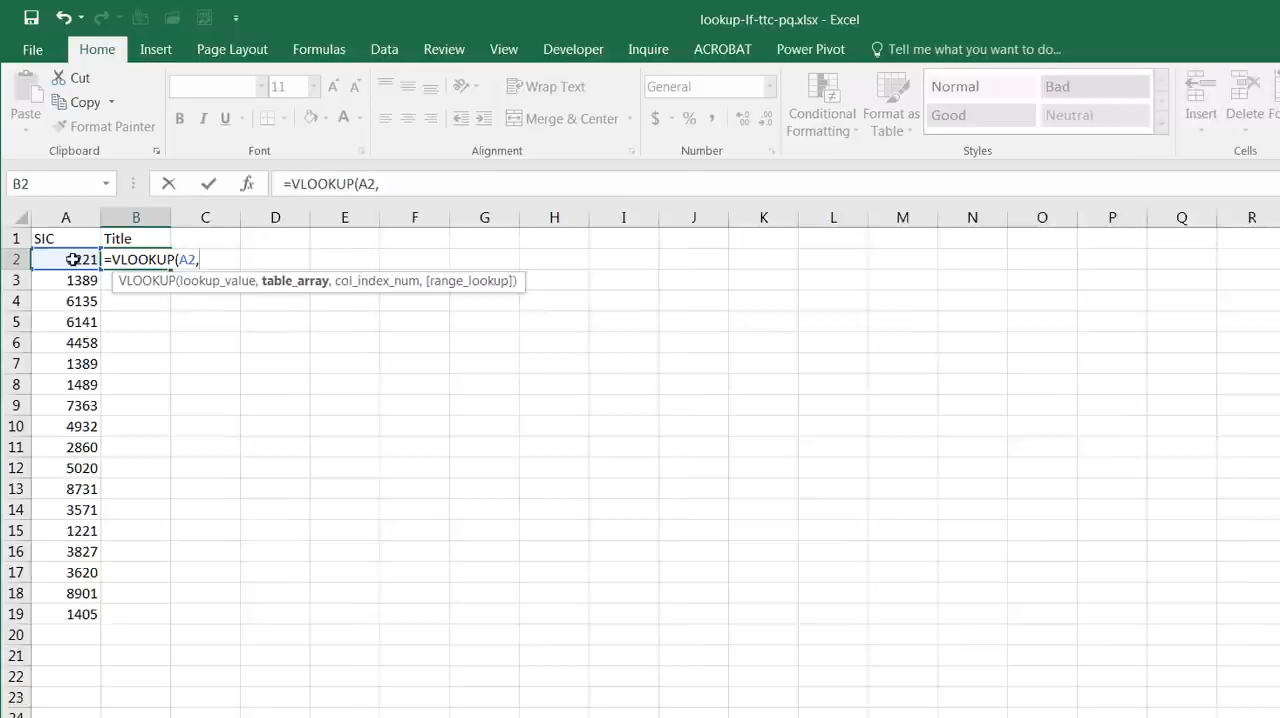 lookup-lf-ttc-pq.xlsx - Excel
File Home Insert Page Layout Formulas Data Review View Developer Inquire ACROBAT Power Pivot Tell me what you want to do...
Paste Cut Copy Format Painter
11
Wrap Text
Merge & Center
General
$ % ,
Conditional Formatting
Format as Table
Normal Bad
Good Neutral
Insert Delete
Clipboard Font Alignment Number Styles Cells
B2 fx =VLOOKUP(A2,
A B C D E F G H I J K L M N O P Q R
1 SIC Title
2 221 =VLOOKUP(A2,
VLOOKUP(lookup_value, table_array, col_index_num, [range_lookup])
3 1389
4 6135
5 6141
6 4458
7 1389
8 1489
9 7363
10 4932
11 2860
12 5020
13 8731
14 3571
15 1221
16 3827
17 3620
18 8901
19 1405
20
21
22
23